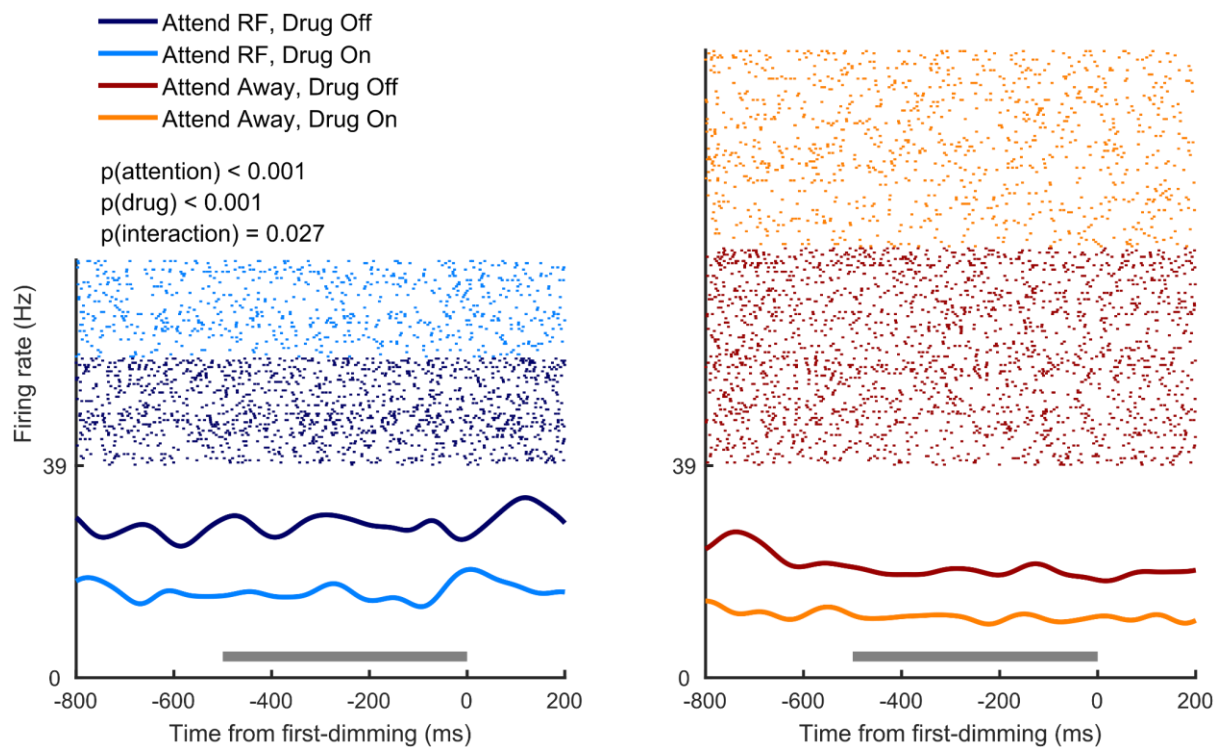 Attend RF, Drug Off
Attend RF, Drug On
Attend Away, Drug Off
Attend Away, Drug On
p(attention) < 0.001
p(drug) < 0.001
p(interaction) = 0.027
Firing rate (Hz)
39
0
-800 -600 -400 -200 0 200
Time from first-dimming (ms)
39
0
-800 -600 -400 -200 0 200
Time from first-dimming (ms)